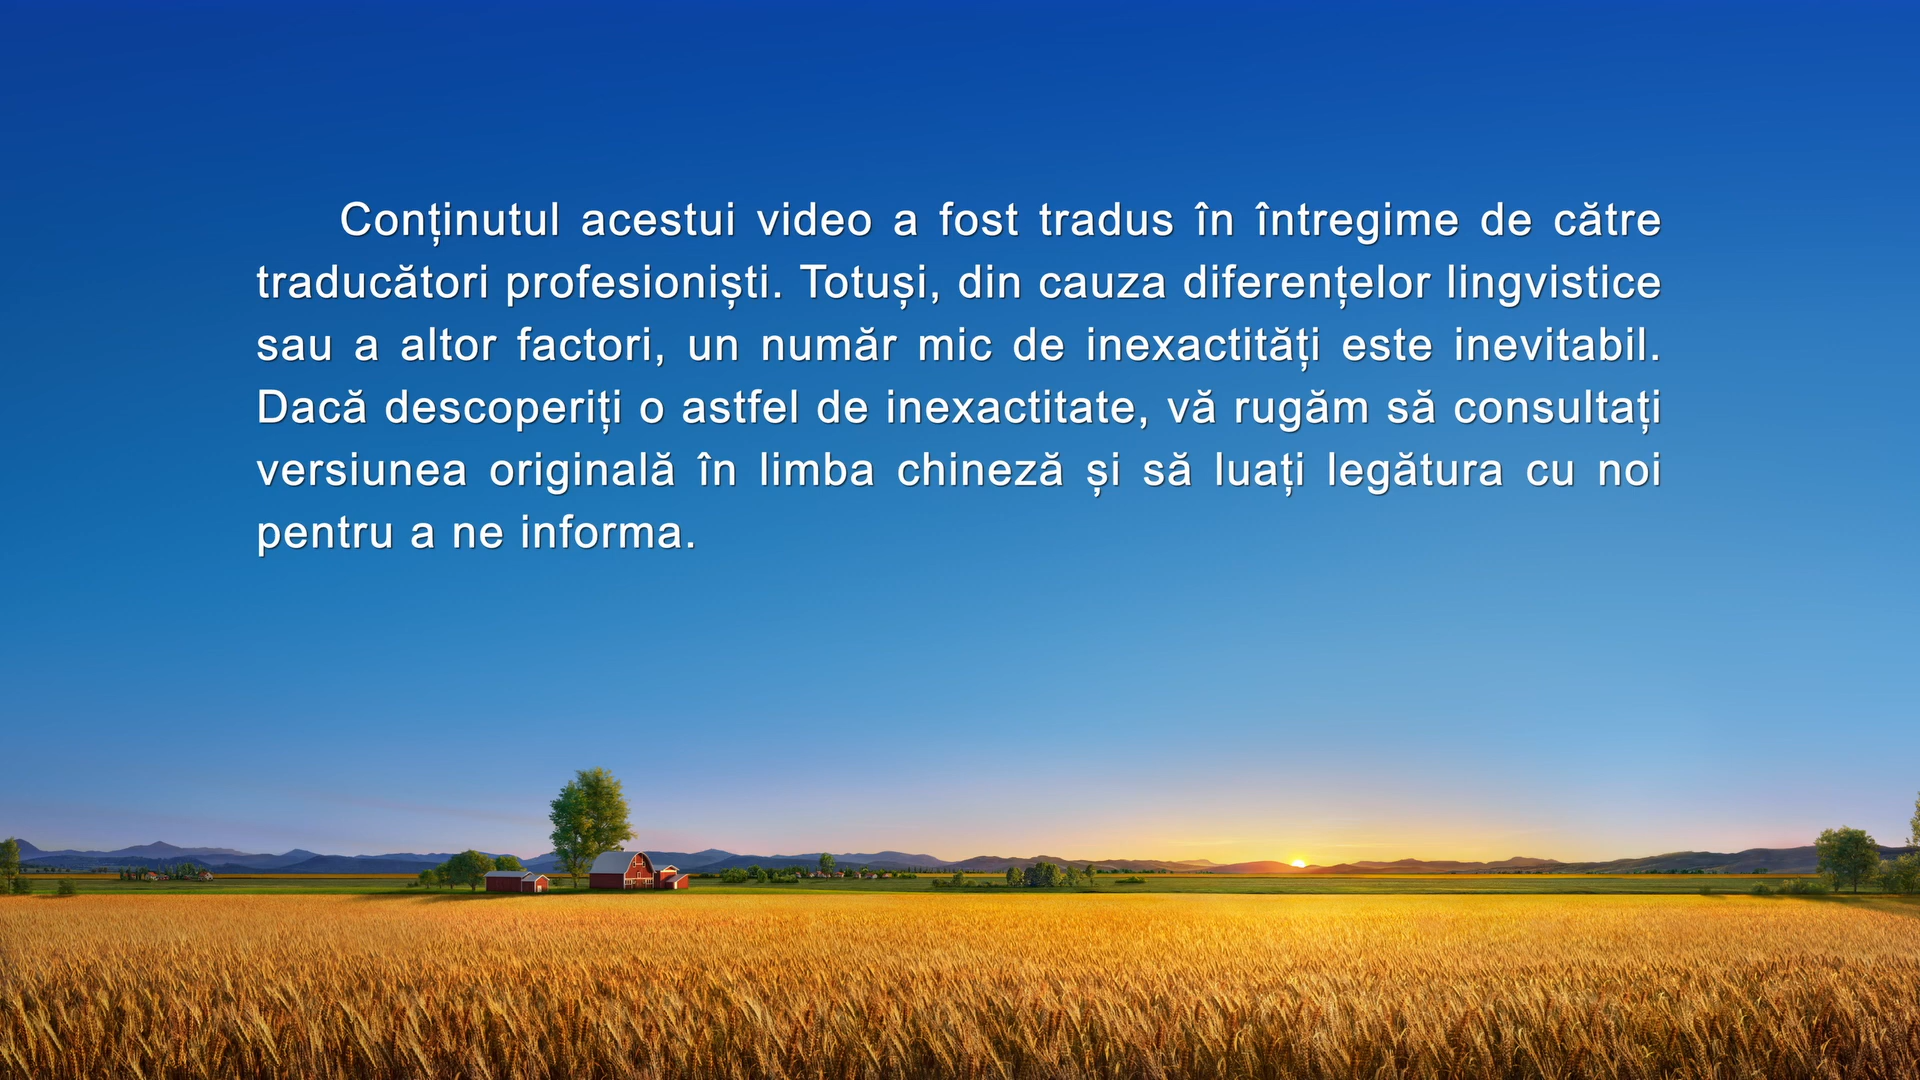 Conținutul acestui video a fost tradus în întregime de către
traducători profesioniști. Totuși, din cauza diferențelor lingvistice
sau a altor factori, un număr mic de inexactități este inevitabil.
Dacă descoperiți o astfel de inexactitate, vă rugăm să consultați
versiunea originală în limba chineză și să luați legătura cu noi
pentru a ne informa.